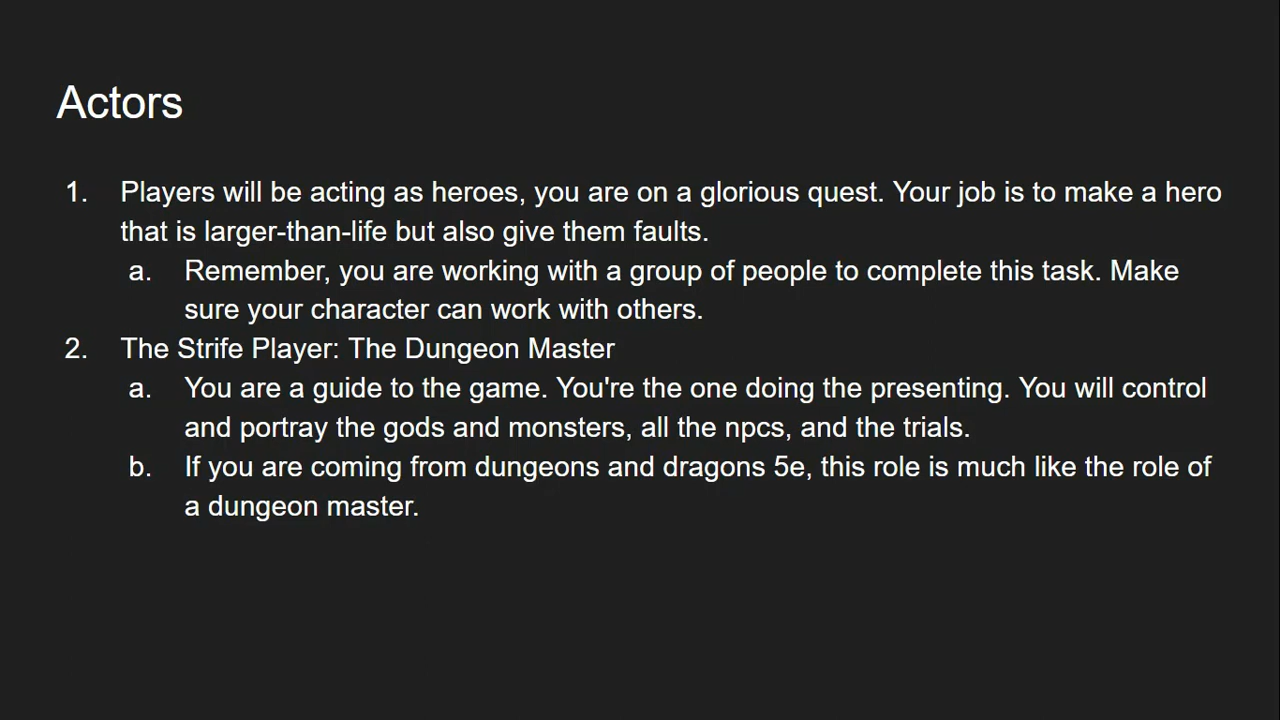 Actors
1. Players will be acting as heroes, you are on a glorious quest. Your job is to make a hero
that is larger-than-life but also give them faults.
a. Remember, you are working with a group of people to complete this task. Make
sure your character can work with others.
2. The Strife Player: The Dungeon Master
a. You are a guide to the game. You're the one doing the presenting. You will control
and portray the gods and monsters, all the npcs, and the trials.
b. If you are coming from dungeons and dragons 5e, this role is much like the role of
a dungeon master.